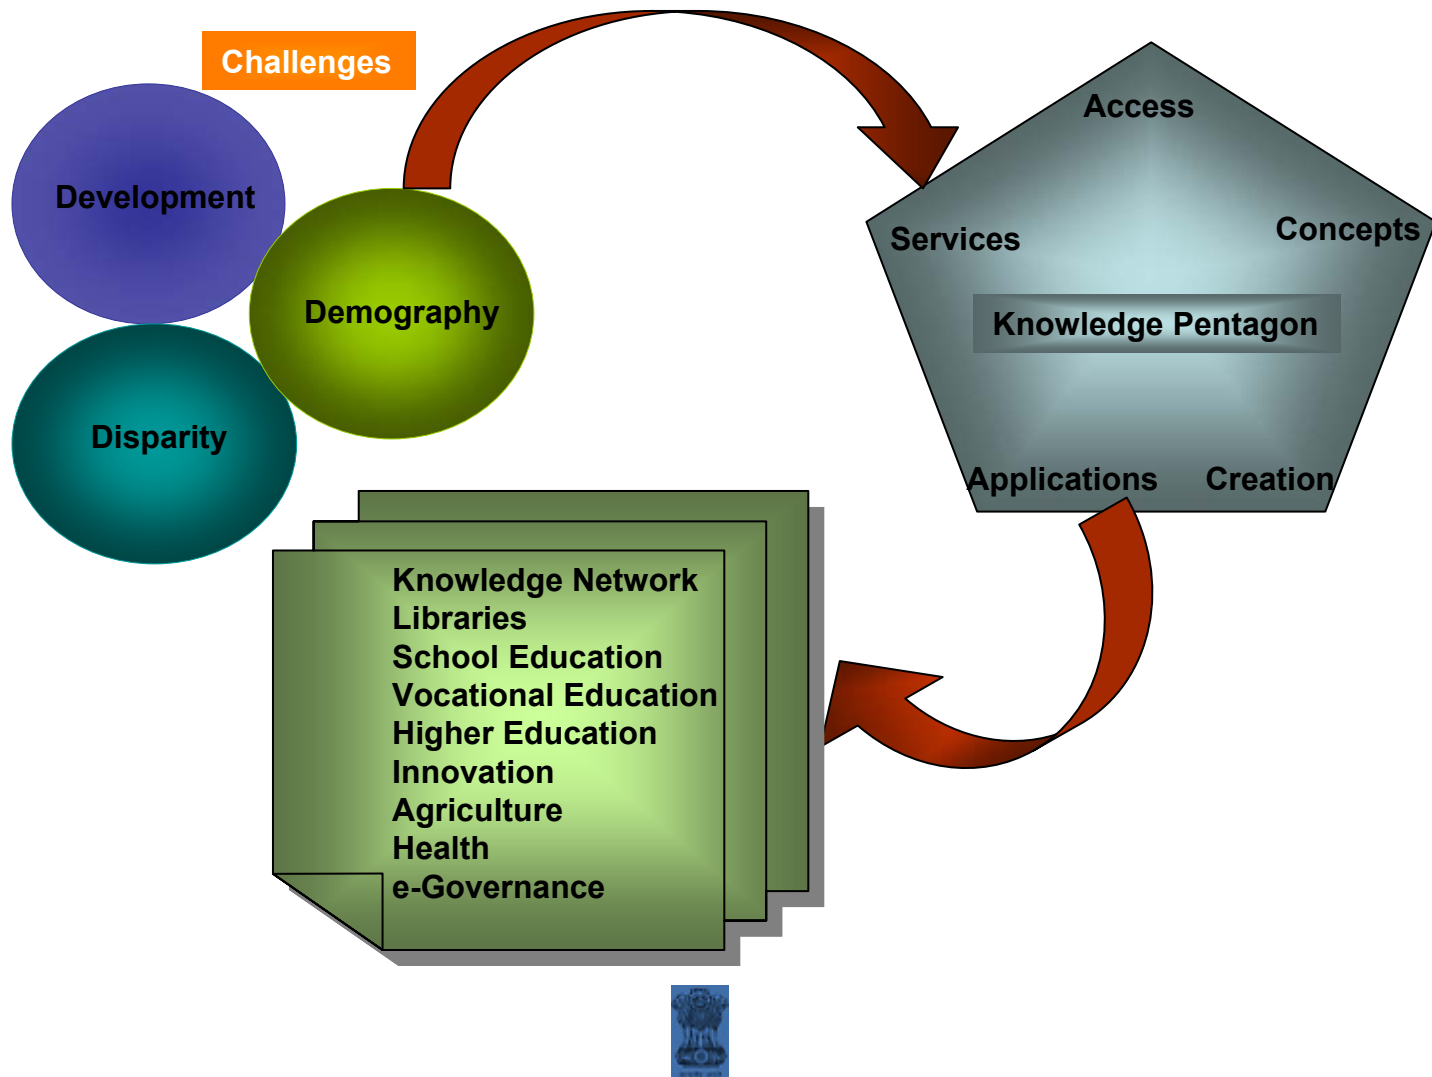 Challenges
Development
Demography
Disparity
Access
Services
Concepts
Knowledge Pentagon
Applications
Creation
Knowledge Network
Libraries
School Education
Vocational Education
Higher Education
Innovation
Agriculture
Health
e-Governance